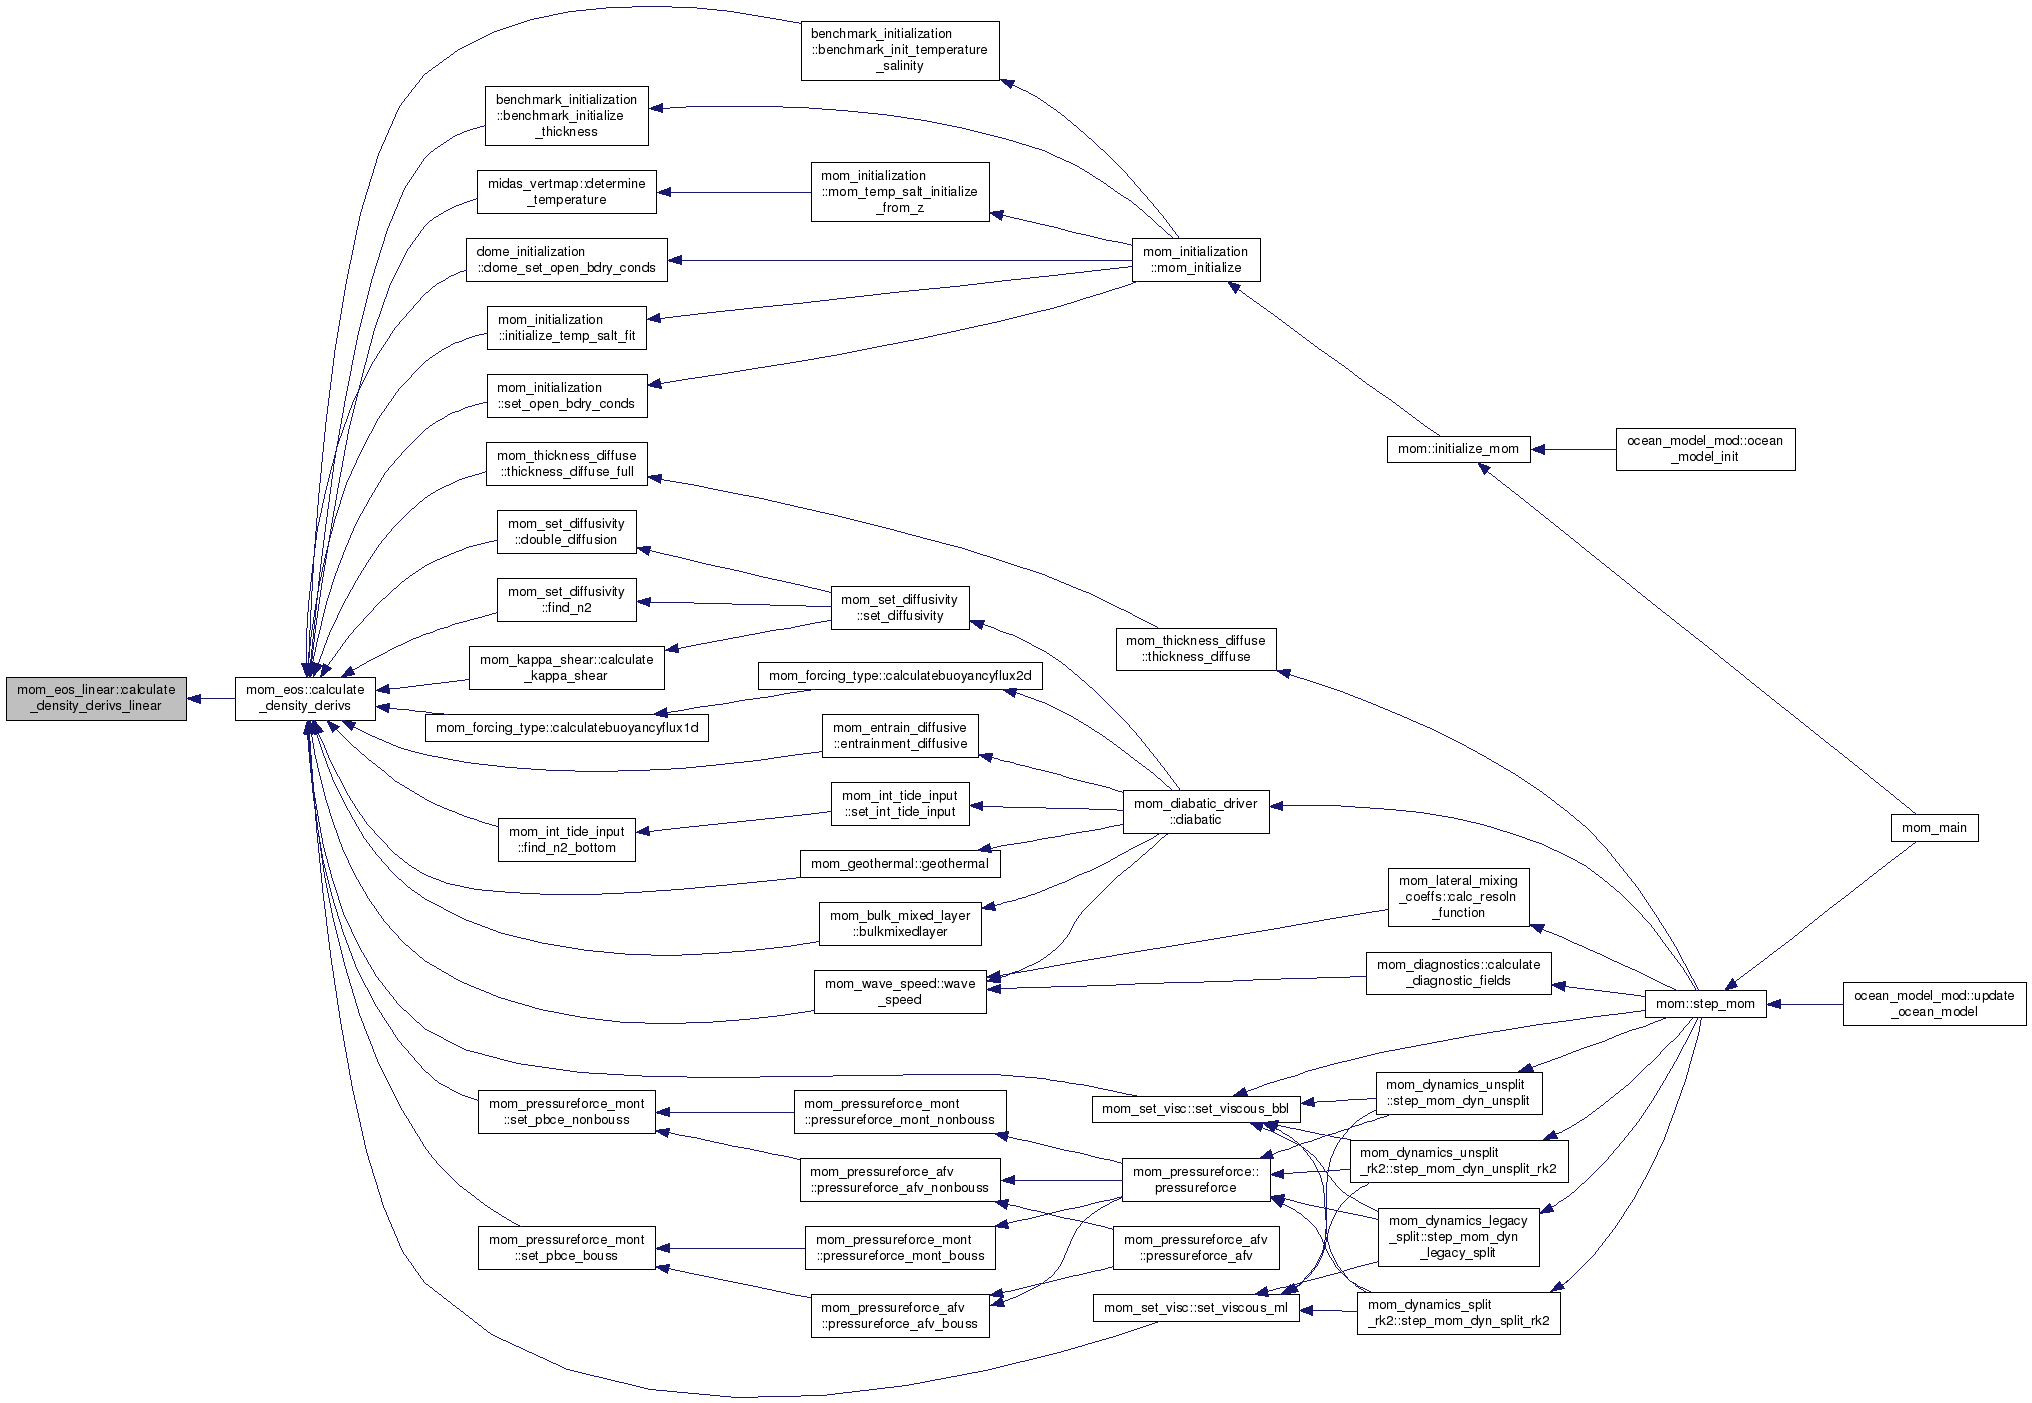 benchmark_initialization
::benchmark_init_temperature
_salinity
benchmark_initialization
::benchmark_initialize
_thickness
midas_vertmap::determine
_temperature
mom_initialization
::mom_temp_salt_initialize
_from_z
dome_initialization
::dome_set_open_bdry_conds
mom_initialization
::mom_initialize
mom_initialization
::initialize_temp_salt_fit
mom_initialization
::set_open_bdry_conds
mom_thickness_diffuse
::thickness_diffuse_full
mom::initialize_mom
ocean_model_mod::ocean
_model_init
mom_set_diffusivity
::double_diffusion
mom_set_diffusivity
::find_n2
mom_set_diffusivity
::set_diffusivity
mom_kappa_shear::calculate
_kappa_shear
mom_thickness_diffuse
::thickness_diffuse
mom_eos_linear::calculate
_density_derivs_linear
mom_eos::calculate
_density_derivs
mom_forcing_type::calculatebuoyancyflux2d
mom_forcing_type::calculatebuoyancyflux1d
mom_entrain_diffusive
::entrainment_diffusive
mom_int_tide_input
::set_int_tide_input
mom_diabatic_driver
::diabatic
mom_int_tide_input
::find_n2_bottom
mom_main
mom_geothermal::geothermal
mom_bulk_mixed_layer
::bulkmixedlayer
mom_lateral_mixing
_coeffs::calc_resoln
_function
mom_wave_speed::wave
_speed
mom_diagnostics::calculate
_diagnostic_fields
mom::step_mom
ocean_model_mod::update
_ocean_model
mom_pressureforce_mont
::set_pbce_nonbouss
mom_pressureforce_mont
::pressureforce_mont_nonbouss
mom_set_visc::set_viscous_bbl
mom_dynamics_unsplit
::step_mom_dyn_unsplit
mom_pressureforce_afv
::pressureforce_afv_nonbouss
mom_pressureforce::
pressureforce
mom_dynamics_unsplit
_rk2::step_mom_dyn_unsplit_rk2
mom_pressureforce_mont
::set_pbce_bouss
mom_pressureforce_mont
::pressureforce_mont_bouss
mom_pressureforce_afv
::pressureforce_afv
mom_dynamics_legacy
_split::step_mom_dyn
_legacy_split
mom_pressureforce_afv
::pressureforce_afv_bouss
mom_set_visc::set_viscous_ml
mom_dynamics_split
_rk2::step_mom_dyn_split_rk2